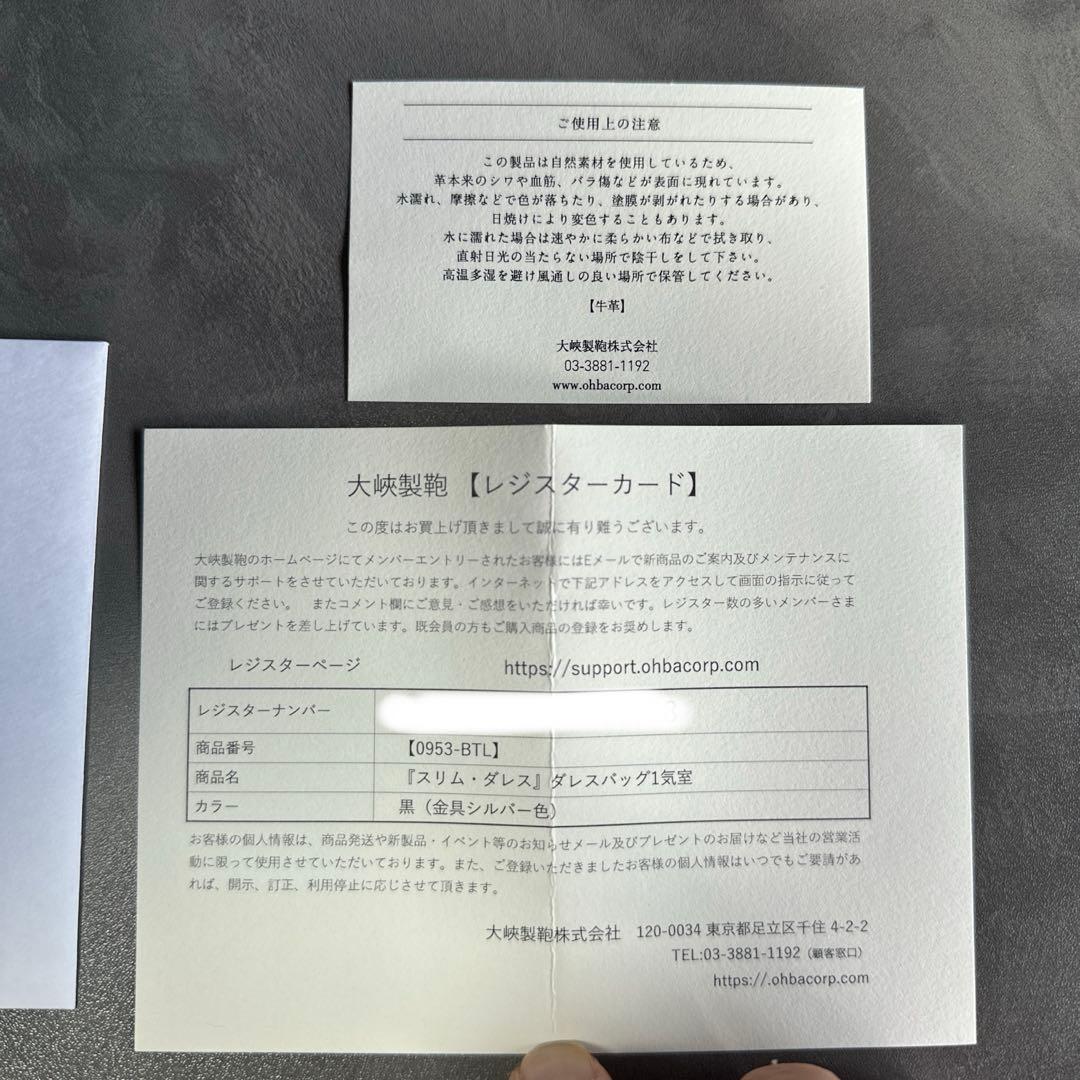 ご使用上の注意
この製品は自然素材を使用しているため、
革本来のシワや血筋、バラ傷などが表面に現れています。
水濡れ、摩擦などで色が落ちたり、塗膜が剥がれたりする場合があり、
日焼けにより変色することもあります。
水に濡れた場合は速やかに柔らかい布などで拭き取り、
直射日光の当たらない場所で陰干しをして下さい。
高温多湿を避け風通しの良い場所で保管してください。
【牛革】
大峽製鞄株式会社
03-3881-1192
www.ohbacorp.com
大峽製鞄【レジスターカード】
この度はお買上げ頂きまして誠に有り難うございます。
大峽製鞄のホームページにてメンバーエントリーされたお客様にはEメールで新商品のご案内及びメンテナンスに
関するサポートをさせていただいております。インターネットで下記アドレスをアクセスして画面の指示に従って
ご登録ください。 またコメント欄にご意見・ご感想をいただければ幸いです。レジスター数の多いメンバーさま
にはプレゼントを差し上げています。既会員の方もご購入商品の登録をお奨めします。
レジスターページ https://support.ohbacorp.com
レジスターナンバー 3
商品番号 【0953-BTL】
商品名 『スリム・ダレス』ダレスバッグ1気室
カラー 黒（金具シルバー色）
お客様の個人情報は、商品発送や新製品・イベント等のお知らせメール及びプレゼントのお届けなど当社の営業活
動に限って使用させていただいております。また、ご登録いただきましたお客様の個人情報はいつでもご要請があ
れば、開示、訂正、利用停止に応じさせて頂きます。
大峽製鞄株式会社 120-0034 東京都足立区千住 4-2-2
TEL:03-3881-1192（顧客窓口）
https://.ohbacorp.com